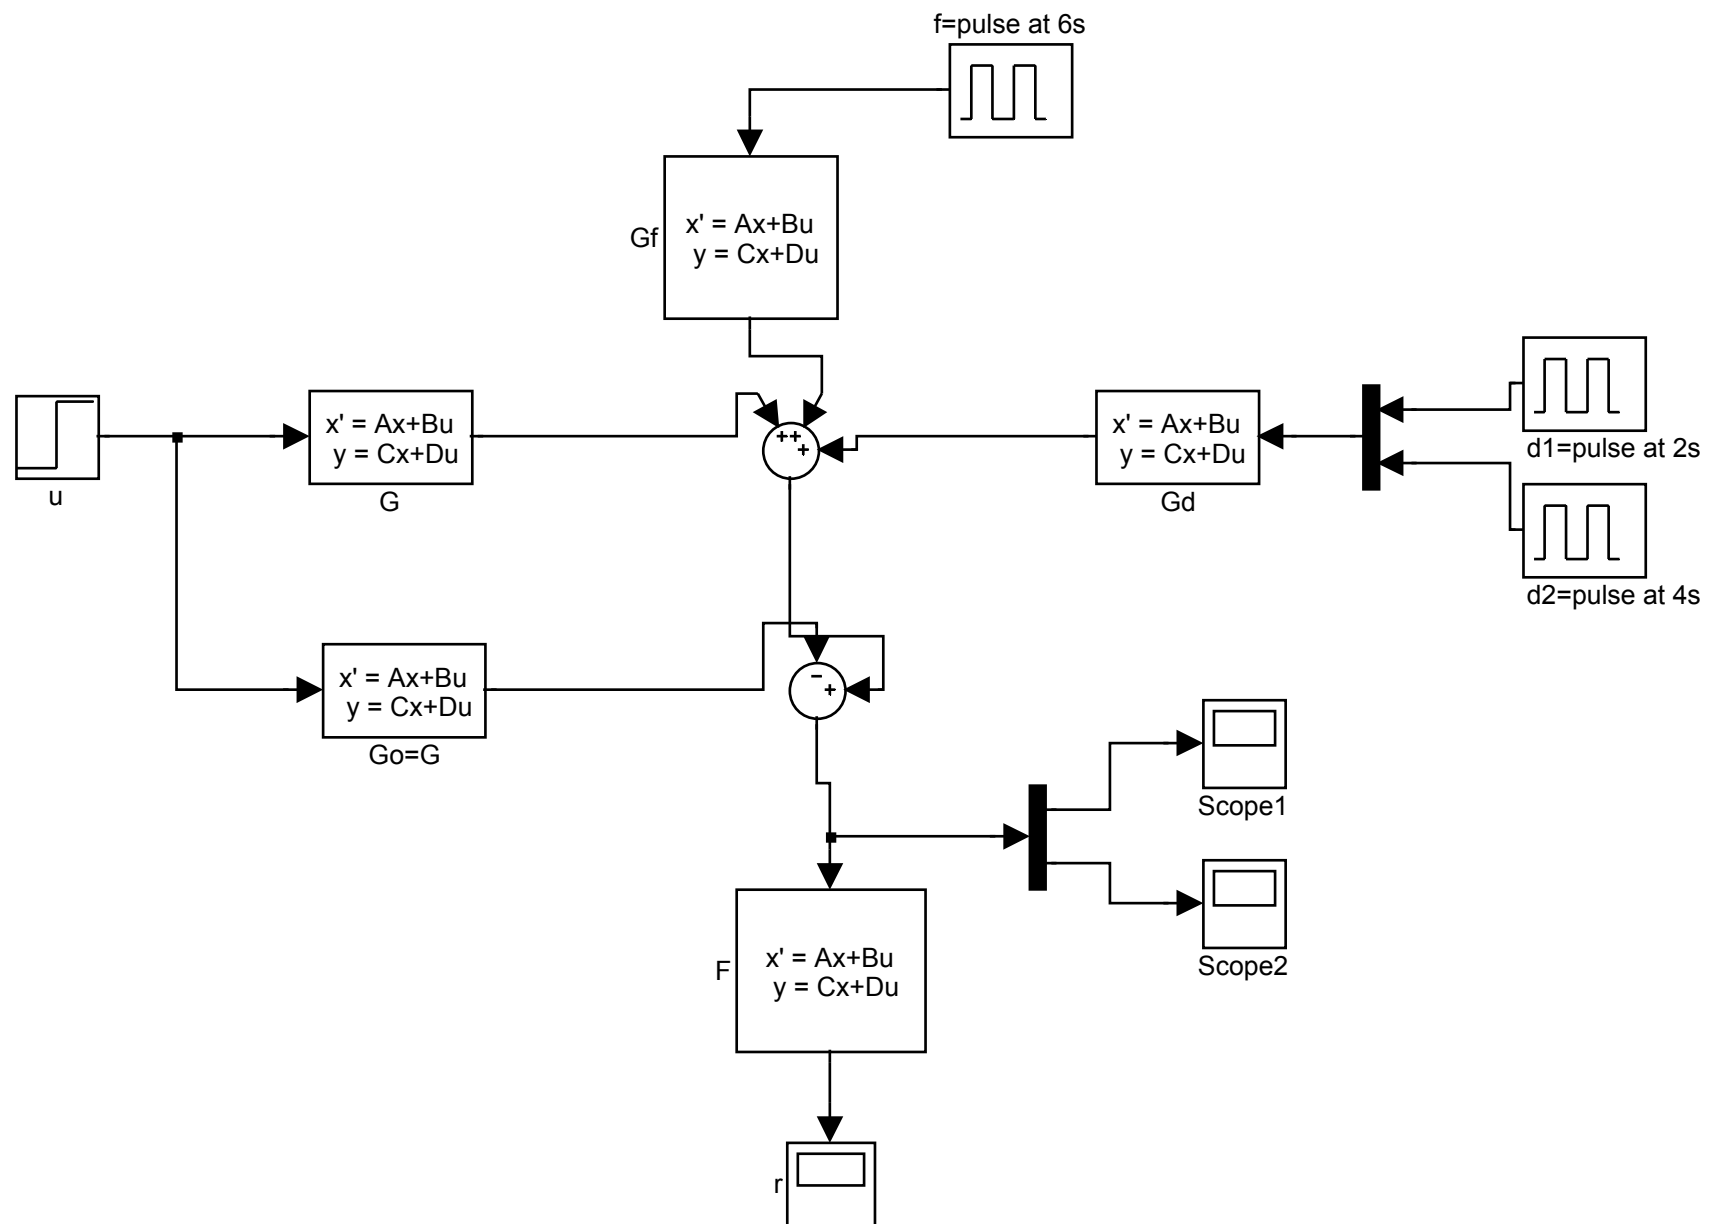 f=pulse at 6s
x' = Ax+Bu
y = Cx+Du
Gf
++
+
x' = Ax+Bu
y = Cx+Du
G
u
x' = Ax+Bu
y = Cx+Du
Gd
d1=pulse at 2s
d2=pulse at 4s
x' = Ax+Bu
y = Cx+Du
Go=G
−
+
Scope1
Scope2
x' = Ax+Bu
y = Cx+Du
F
r